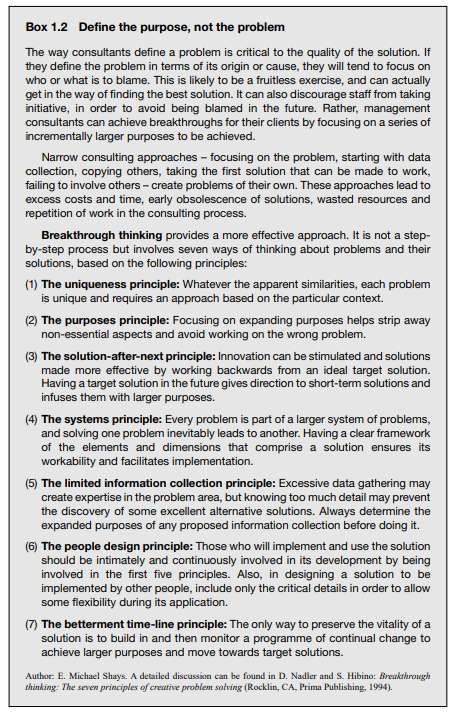 Box 1.2 Define the purpose, not the problem
The way consultants define a problem is critical to the quality of the solution. If
they define the problem in terms of its origin or cause, they will tend to focus on
who or what is to blame. This is likely to be a fruitless exercise, and can actually
get in the way of finding the best solution. It can also discourage staff from taking
initiative, in order to avoid being blamed in the future. Rather, management
consultants can achieve breakthroughs for their clients by focusing on a series of
incrementally larger purposes to be achieved.
Narrow consulting approaches – focusing on the problem, starting with data
collection, copying others, taking the first solution that can be made to work,
failing to involve others – create problems of their own. These approaches lead to
excess costs and time, early obsolescence of solutions, wasted resources and
repetition of work in the consulting process.
Breakthrough thinking provides a more effective approach. It is not a step-
by-step process but involves seven ways of thinking about problems and their
solutions, based on the following principles:
(1) The uniqueness principle: Whatever the apparent similarities, each problem
is unique and requires an approach based on the particular context.
(2) The purposes principle: Focusing on expanding purposes helps strip away
non-essential aspects and avoid working on the wrong problem.
(3) The solution-after-next principle: Innovation can be stimulated and solutions
made more effective by working backwards from an ideal target solution.
Having a target solution in the future gives direction to short-term solutions and
infuses them with larger purposes.
(4) The systems principle: Every problem is part of a larger system of problems,
and solving one problem inevitably leads to another. Having a clear framework
of the elements and dimensions that comprise a solution ensures its
workability and facilitates implementation.
(5) The limited information collection principle: Excessive data gathering may
create expertise in the problem area, but knowing too much detail may prevent
the discovery of some excellent alternative solutions. Always determine the
expanded purposes of any proposed information collection before doing it.
(6) The people design principle: Those who will implement and use the solution
should be intimately and continuously involved in its development by being
involved in the first five principles. Also, in designing a solution to be
implemented by other people, include only the critical details in order to allow
some flexibility during its application.
(7) The betterment time-line principle: The only way to preserve the vitality of a
solution is to build in and then monitor a programme of continual change to
achieve larger purposes and move towards target solutions.
Author: E. Michael Shays. A detailed discussion can be found in D. Nadler and S. Hibino: Breakthrough
thinking: The seven principles of creative problem solving (Rocklin, CA, Prima Publishing, 1994).